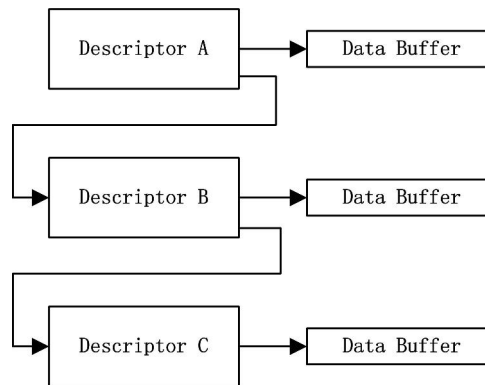 Descriptor A
Data Buffer
Descriptor B
Data Buffer
Descriptor C
Data Buffer